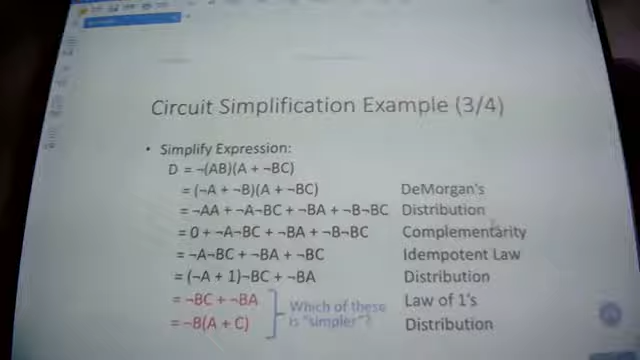 Circuit Simplification Example (3/4)
• Simplify Expression:
D = ¬(AB)(A + ¬BC)
= (¬A + ¬B)(A + ¬BC) DeMorgan's
= ¬AA + ¬A¬BC + ¬BA + ¬B¬BC Distribution
= 0 + ¬A¬BC + ¬BA + ¬B¬BC Complementarity
= ¬A¬BC + ¬BA + ¬BC Idempotent Law
= (¬A + 1)¬BC + ¬BA Distribution
= ¬BC + ¬BA Law of 1's
= ¬B(A + C) Distribution
Which of these
is "simpler"?